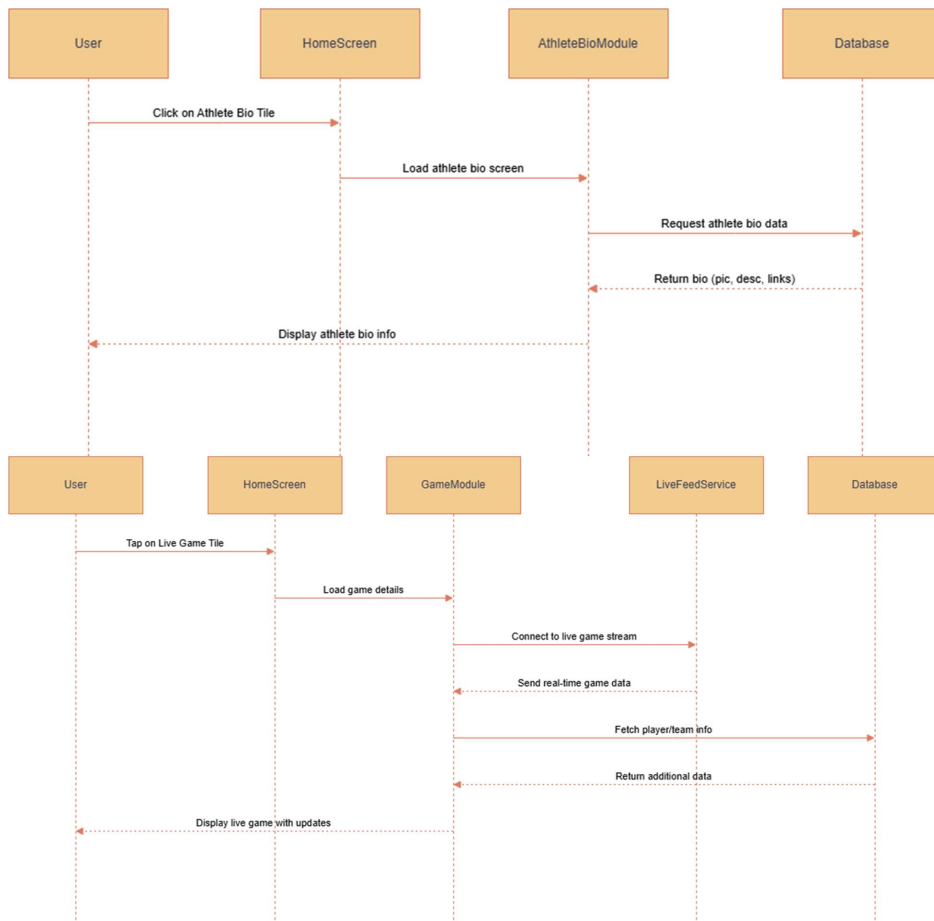 User
HomeScreen
AthleteBioModule
Database
Click on Athlete Bio Tile
Load athlete bio screen
Request athlete bio data
Return bio (pic, desc, links)
Display athlete bio info
User
HomeScreen
GameModule
LiveFeedService
Database
Tap on Live Game Tile
Load game details
Connect to live game stream
Send real-time game data
Fetch player/team info
Return additional data
Display live game with updates